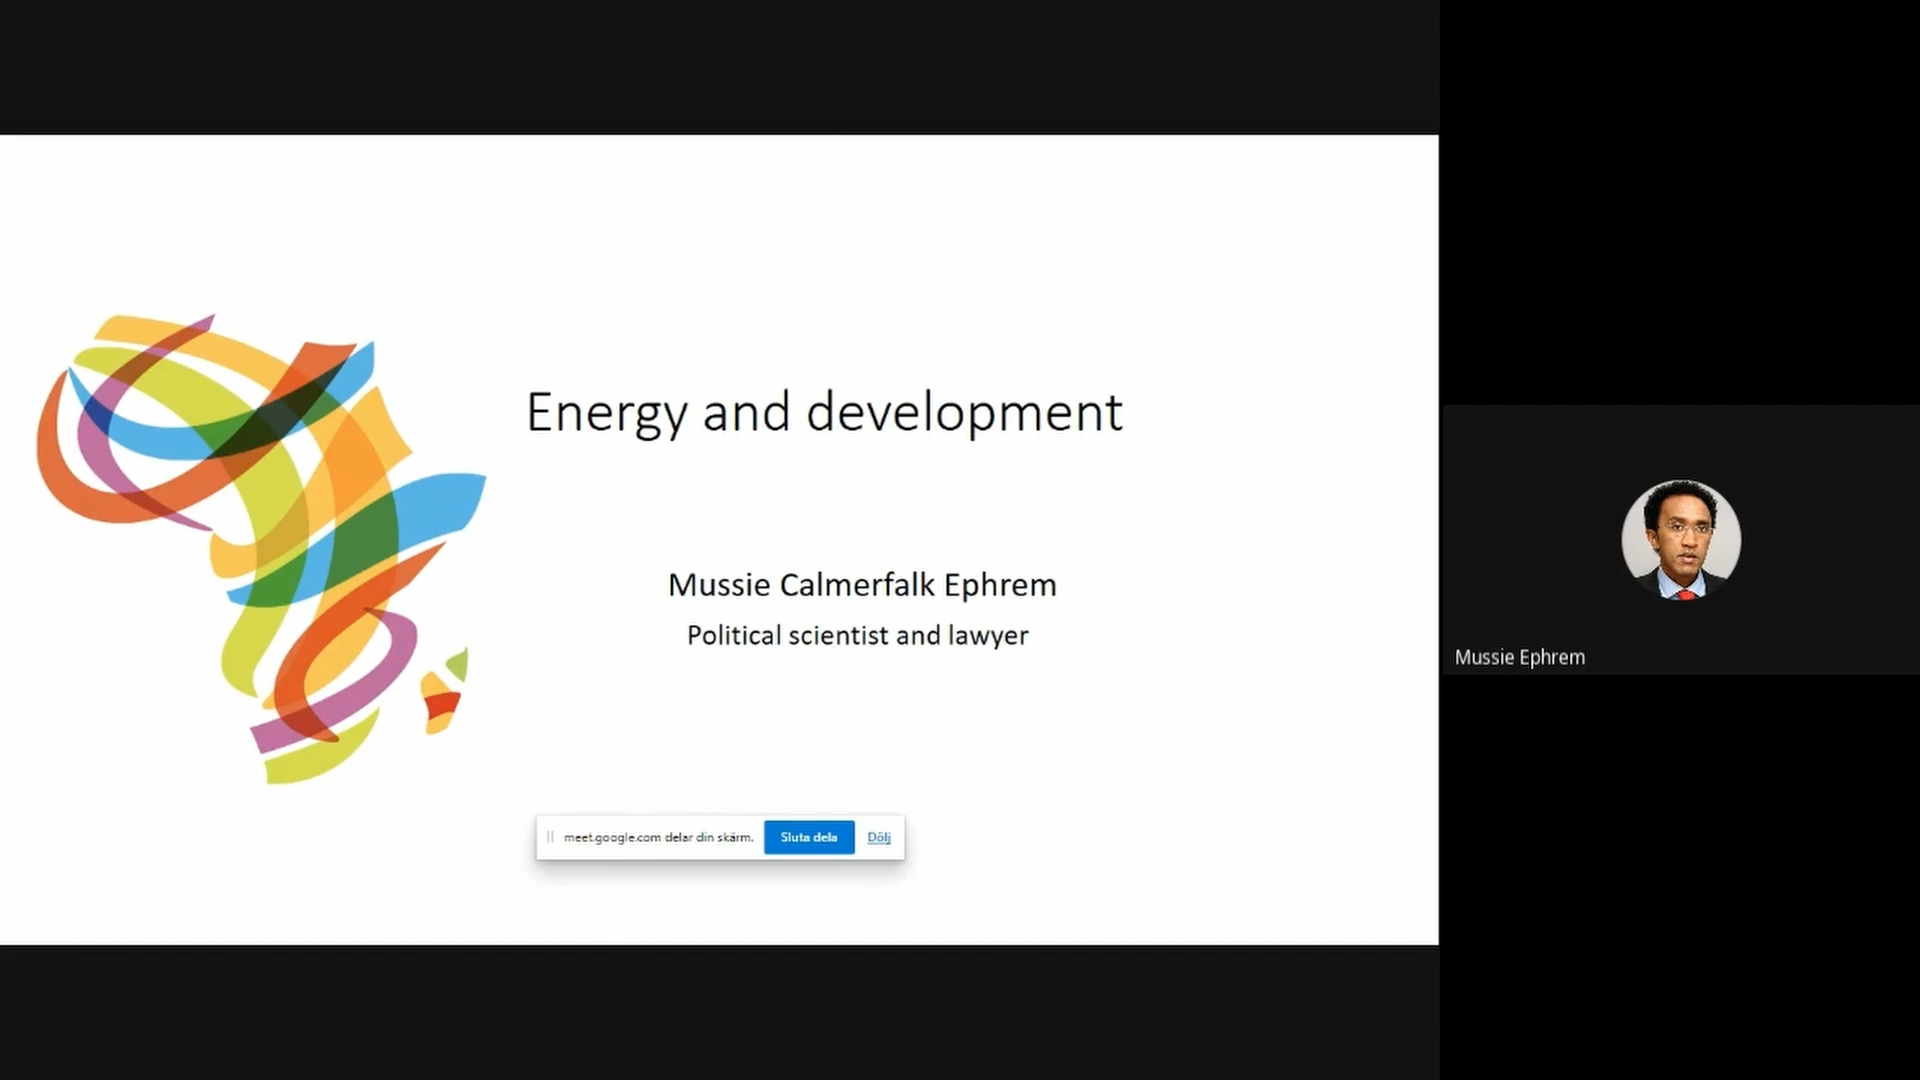 Energy and development
Mussie Calmerfalk Ephrem
Political scientist and lawyer
meet.google.com delar din skärm.
Sluta dela
Dölj
Mussie Ephrem